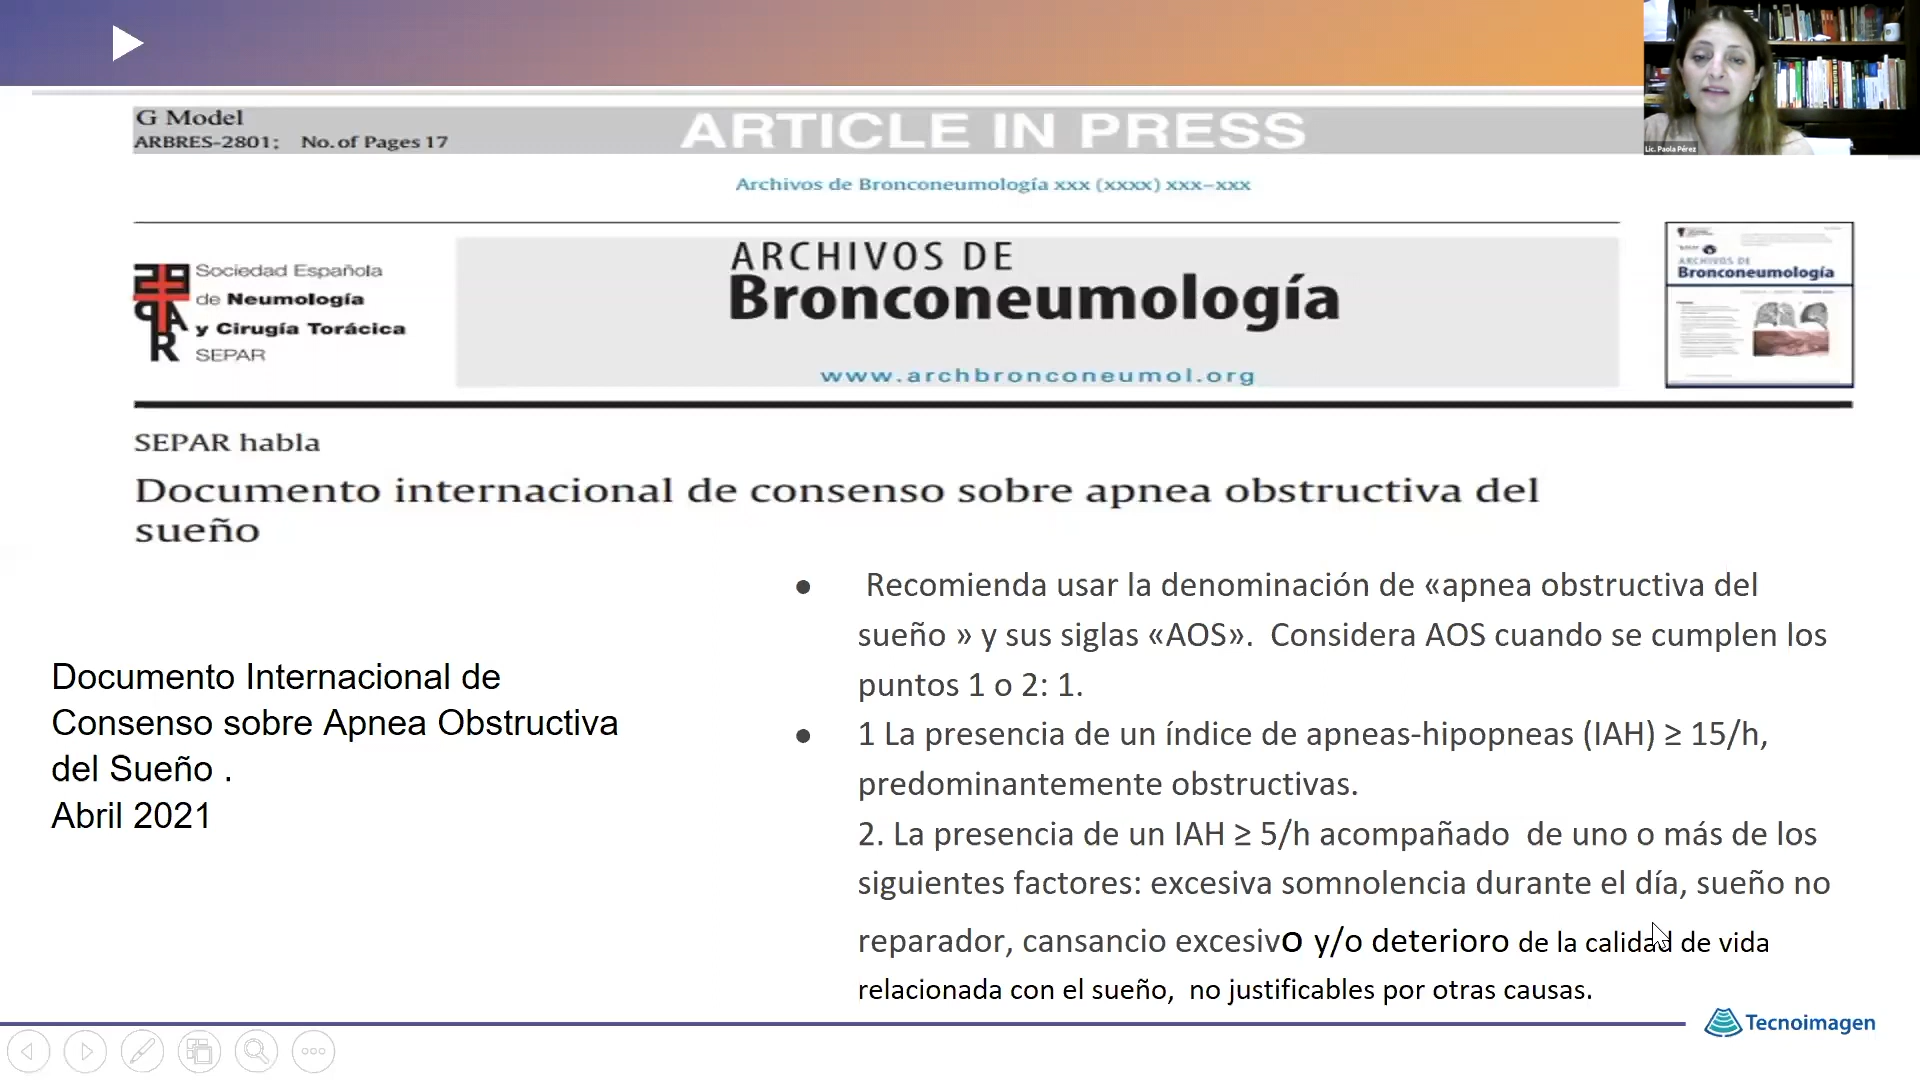 G Model
ARBRES-2801; No. of Pages 17
ARTICLE IN PRESS
Lic. Paola Pérez
Archivos de Bronconeumología xxx (xxxx) xxx–xxx
Sociedad Española
de Neumología
y Cirugía Torácica
SEPAR
ARCHIVOS DE
Bronconeumología
www.archbronconeumol.org
ARCHIVOS DE
Bronconeumología
SEPAR habla
Documento internacional de consenso sobre apnea obstructiva del
sueño
Documento Internacional de
Consenso sobre Apnea Obstructiva
del Sueño .
Abril 2021
● Recomienda usar la denominación de «apnea obstructiva del
sueño » y sus siglas «AOS». Considera AOS cuando se cumplen los
puntos 1 o 2: 1.
● 1 La presencia de un índice de apneas-hipopneas (IAH) ≥ 15/h,
predominantemente obstructivas.
2. La presencia de un IAH ≥ 5/h acompañado de uno o más de los
siguientes factores: excesiva somnolencia durante el día, sueño no
reparador, cansancio excesivo y/o deterioro de la calidad de vida
relacionada con el sueño, no justificables por otras causas.
Tecnoimagen